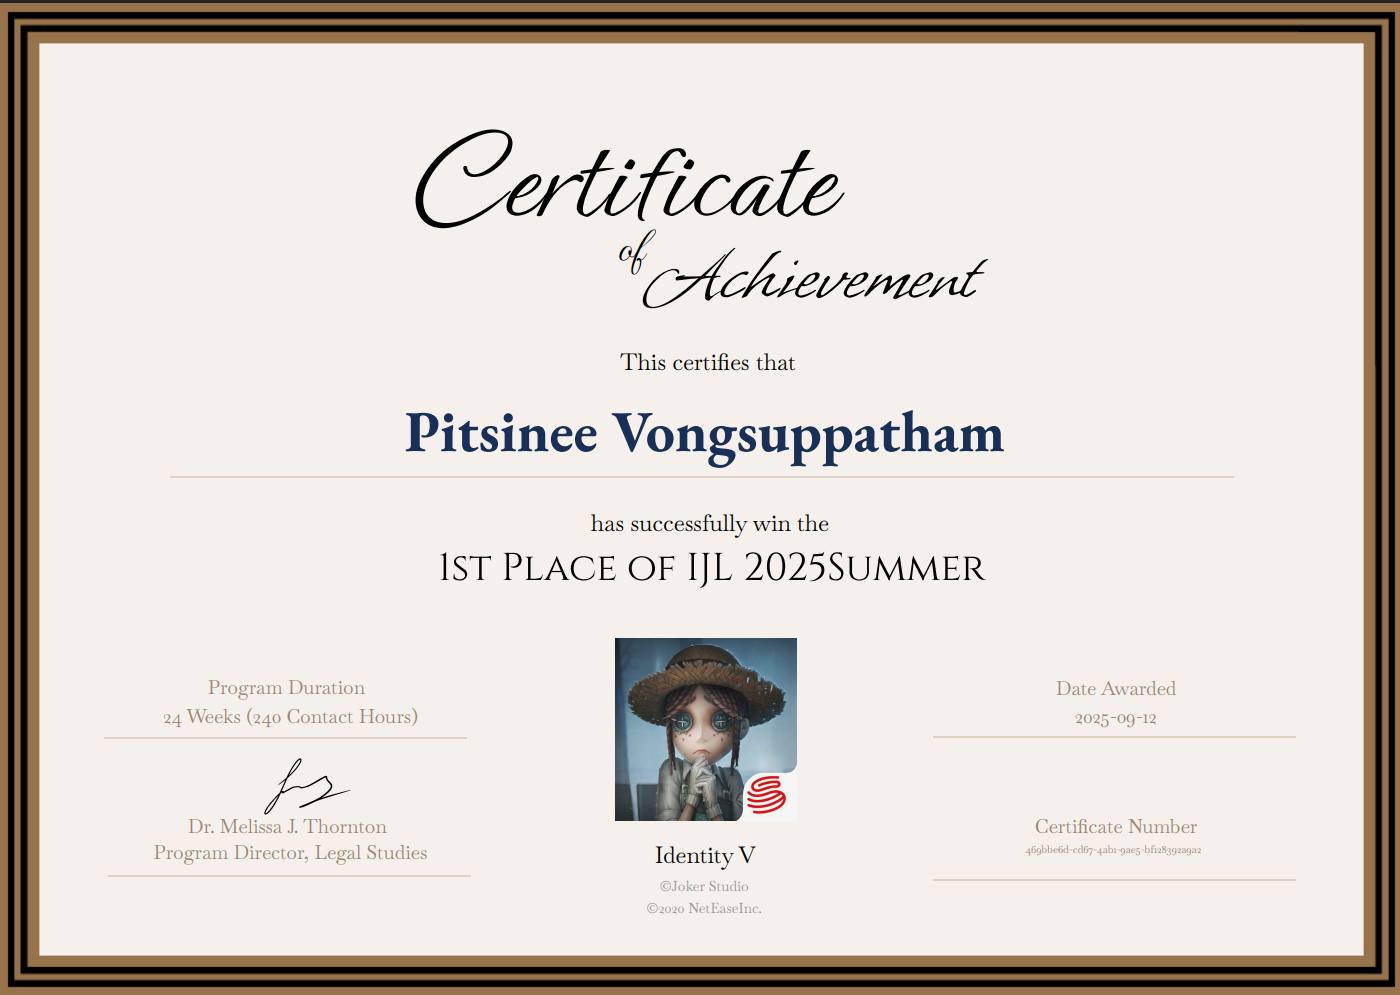 Certificate
of
Achievement
This certifies that
Pitsinee Vongsuppatham
has successfully win the
1st Place of IJL 2025Summer
Program Duration
24 Weeks (240 Contact Hours)
Dr. Melissa J. Thornton
Program Director, Legal Studies
Identity V
©Joker Studio
©2020 NetEaseInc.
Date Awarded
2025-09-12
Certificate Number
469bbe6d-cd67-4ab1-9ae5-bf128392a9a2